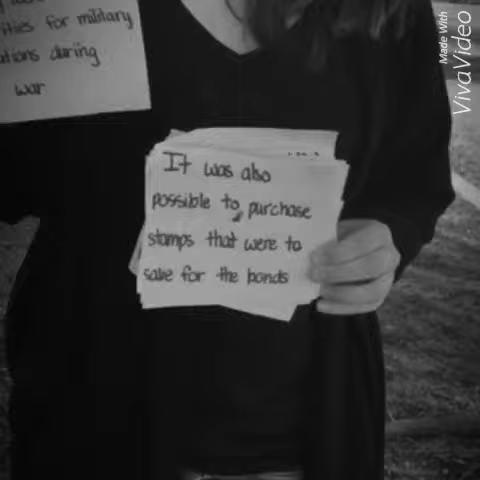 ities for military
ations during
war
It was also
possible to purchase
stamps that were to
save for the bonds
Made With
VivaVideo